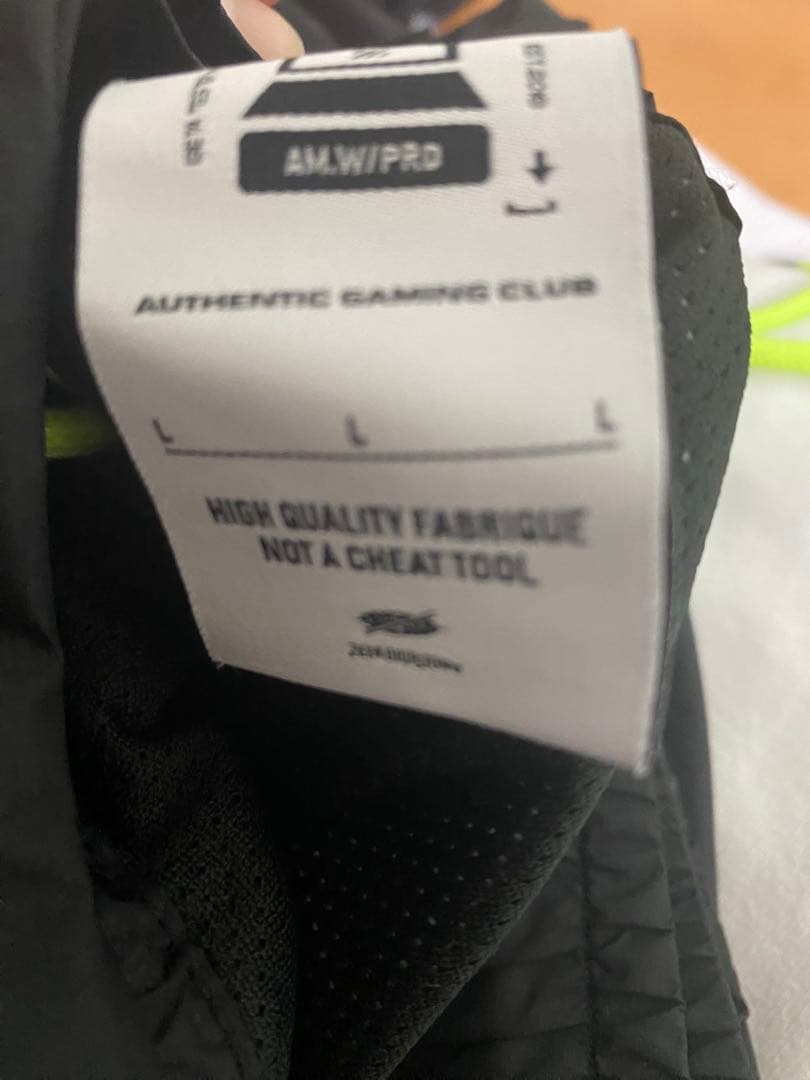 AM.W/PRD
AUTHENTIC GAMING CLUB
L L L
HIGH QUALITY FABRIQUE
NOT A CHEAT TOOL